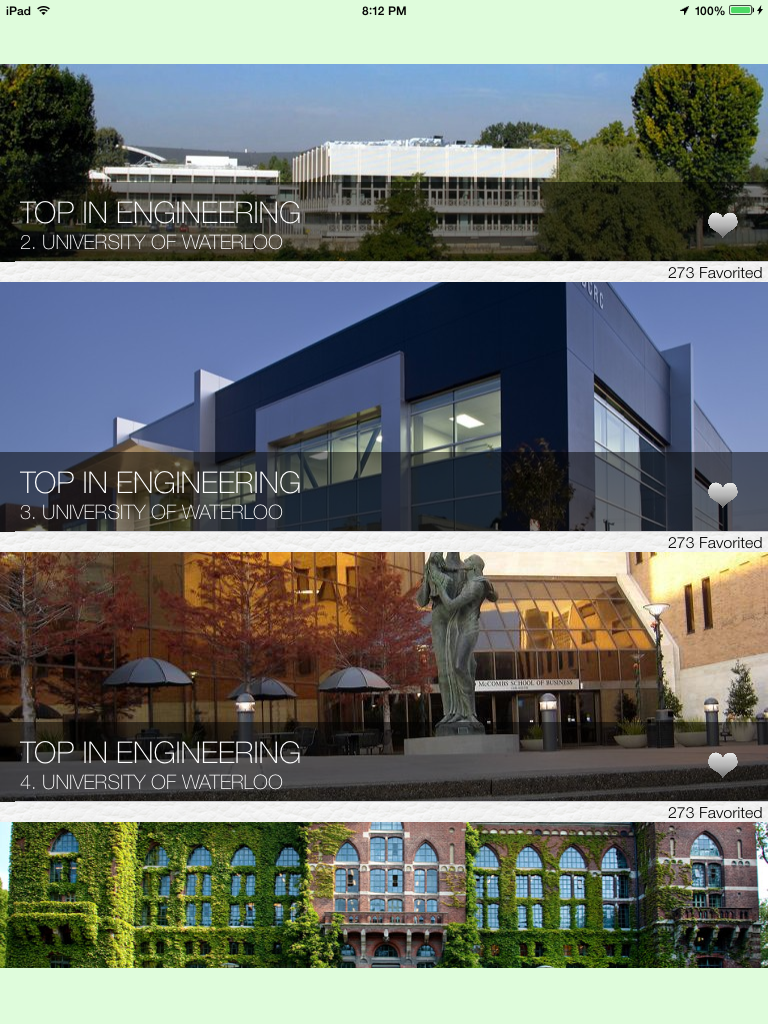 iPad 8:12 PM 100%
TOP IN ENGINEERING
2. UNIVERSITY OF WATERLOO
273 Favorited
TOP IN ENGINEERING
3. UNIVERSITY OF WATERLOO
273 Favorited
McCOMBS SCHOOL OF BUSINESS
TOP IN ENGINEERING
4. UNIVERSITY OF WATERLOO
273 Favorited